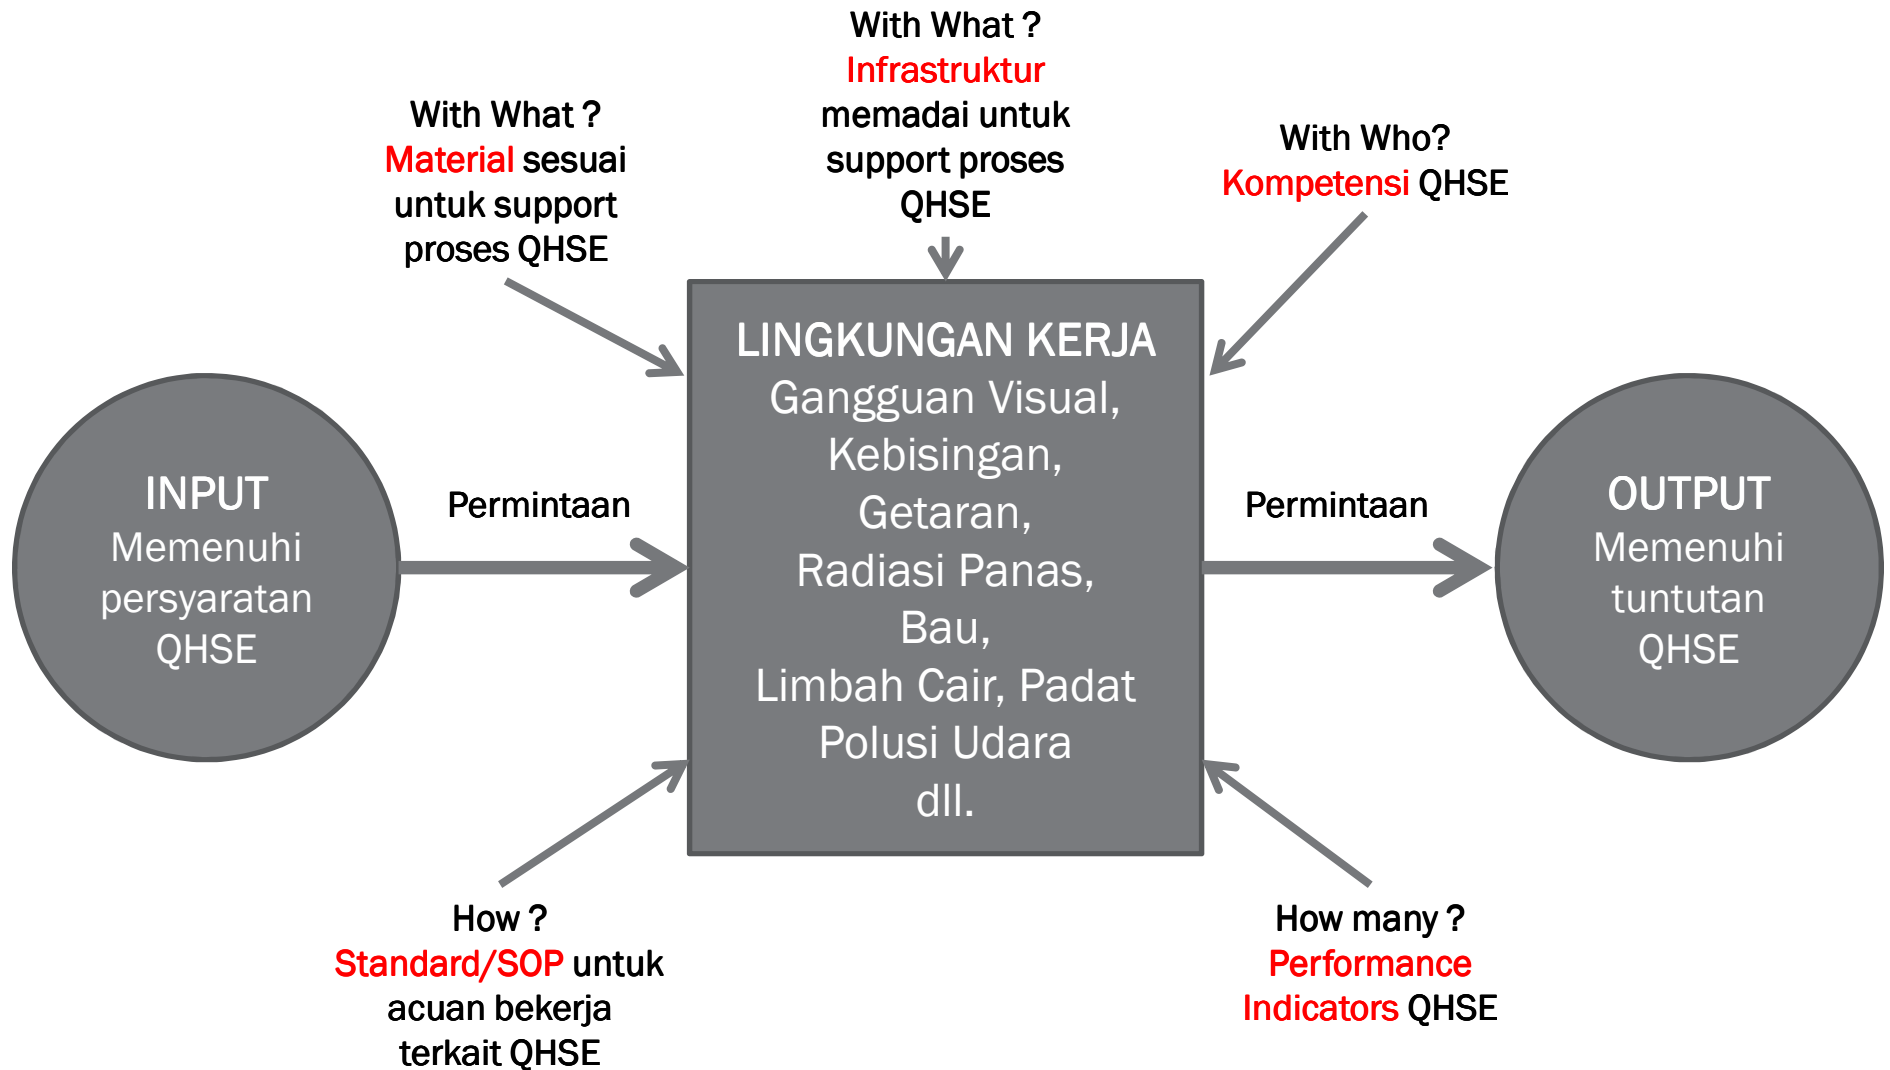 With What ?
Infrastruktur
memadai untuk
support proses
QHSE
With What ?
Material sesuai
untuk support
proses QHSE
With Who?
Kompetensi QHSE
INPUT
Memenuhi
persyaratan
QHSE
Permintaan
LINGKUNGAN KERJA
Gangguan Visual,
Kebisingan,
Getaran,
Radiasi Panas,
Bau,
Limbah Cair, Padat
Polusi Udara
dll.
Permintaan
OUTPUT
Memenuhi
tuntutan
QHSE
How ?
Standard/SOP untuk
acuan bekerja
terkait QHSE
How many ?
Performance
Indicators QHSE